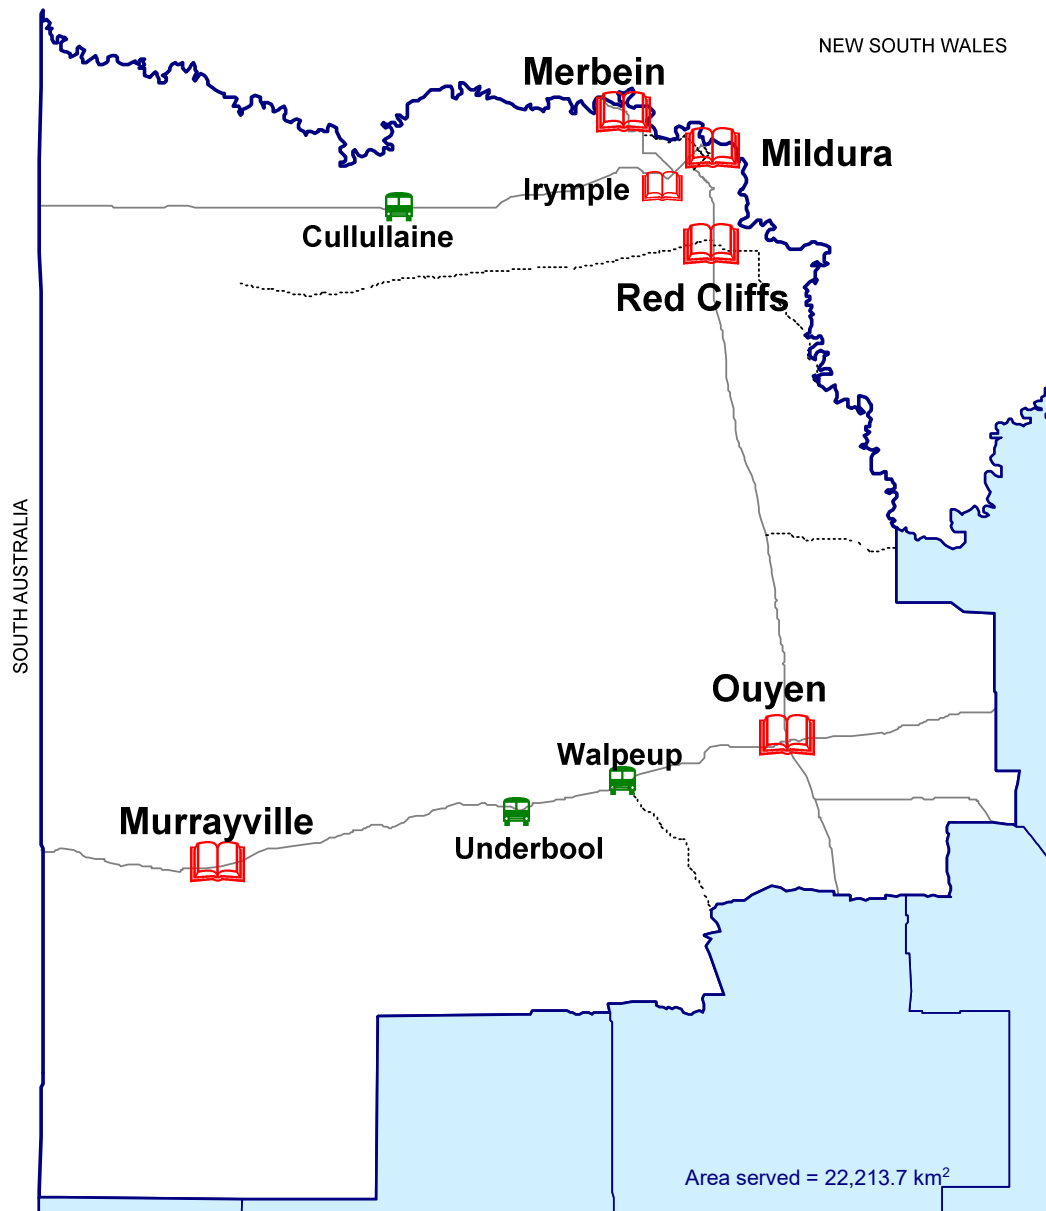 NEW SOUTH WALES
Merbein
Mildura
Irymple
Cullullaine
Red Cliffs
SOUTH AUSTRALIA
Ouyen
Walpeup
Murrayville
Underbool
Area served = 22,213.7 km²